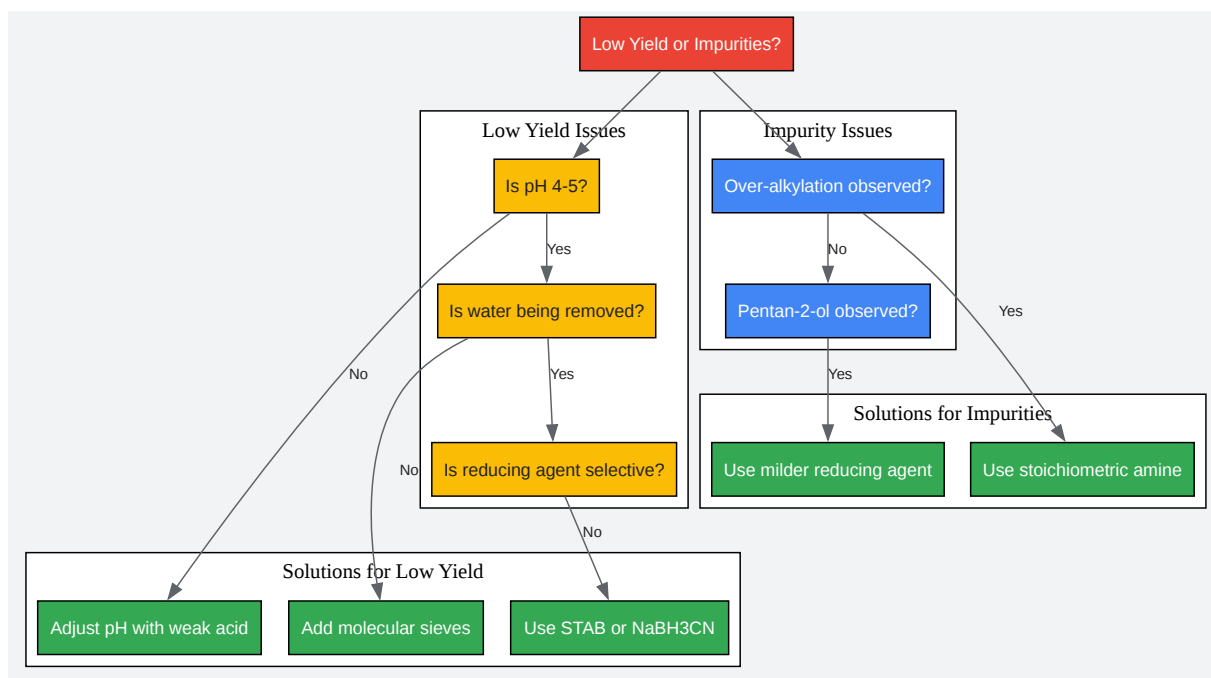 Low Yield or Impurities?
Low Yield Issues
Impurity Issues
Is pH 4-5?
Over-alkylation observed?
Yes
No
Is water being removed?
Pentan-2-ol observed?
Yes
No
Yes
Yes
Solutions for Impurities
No
Is reducing agent selective?
Use milder reducing agent
Use stoichiometric amine
No
Solutions for Low Yield
Adjust pH with weak acid
Add molecular sieves
Use STAB or NaBH3CN